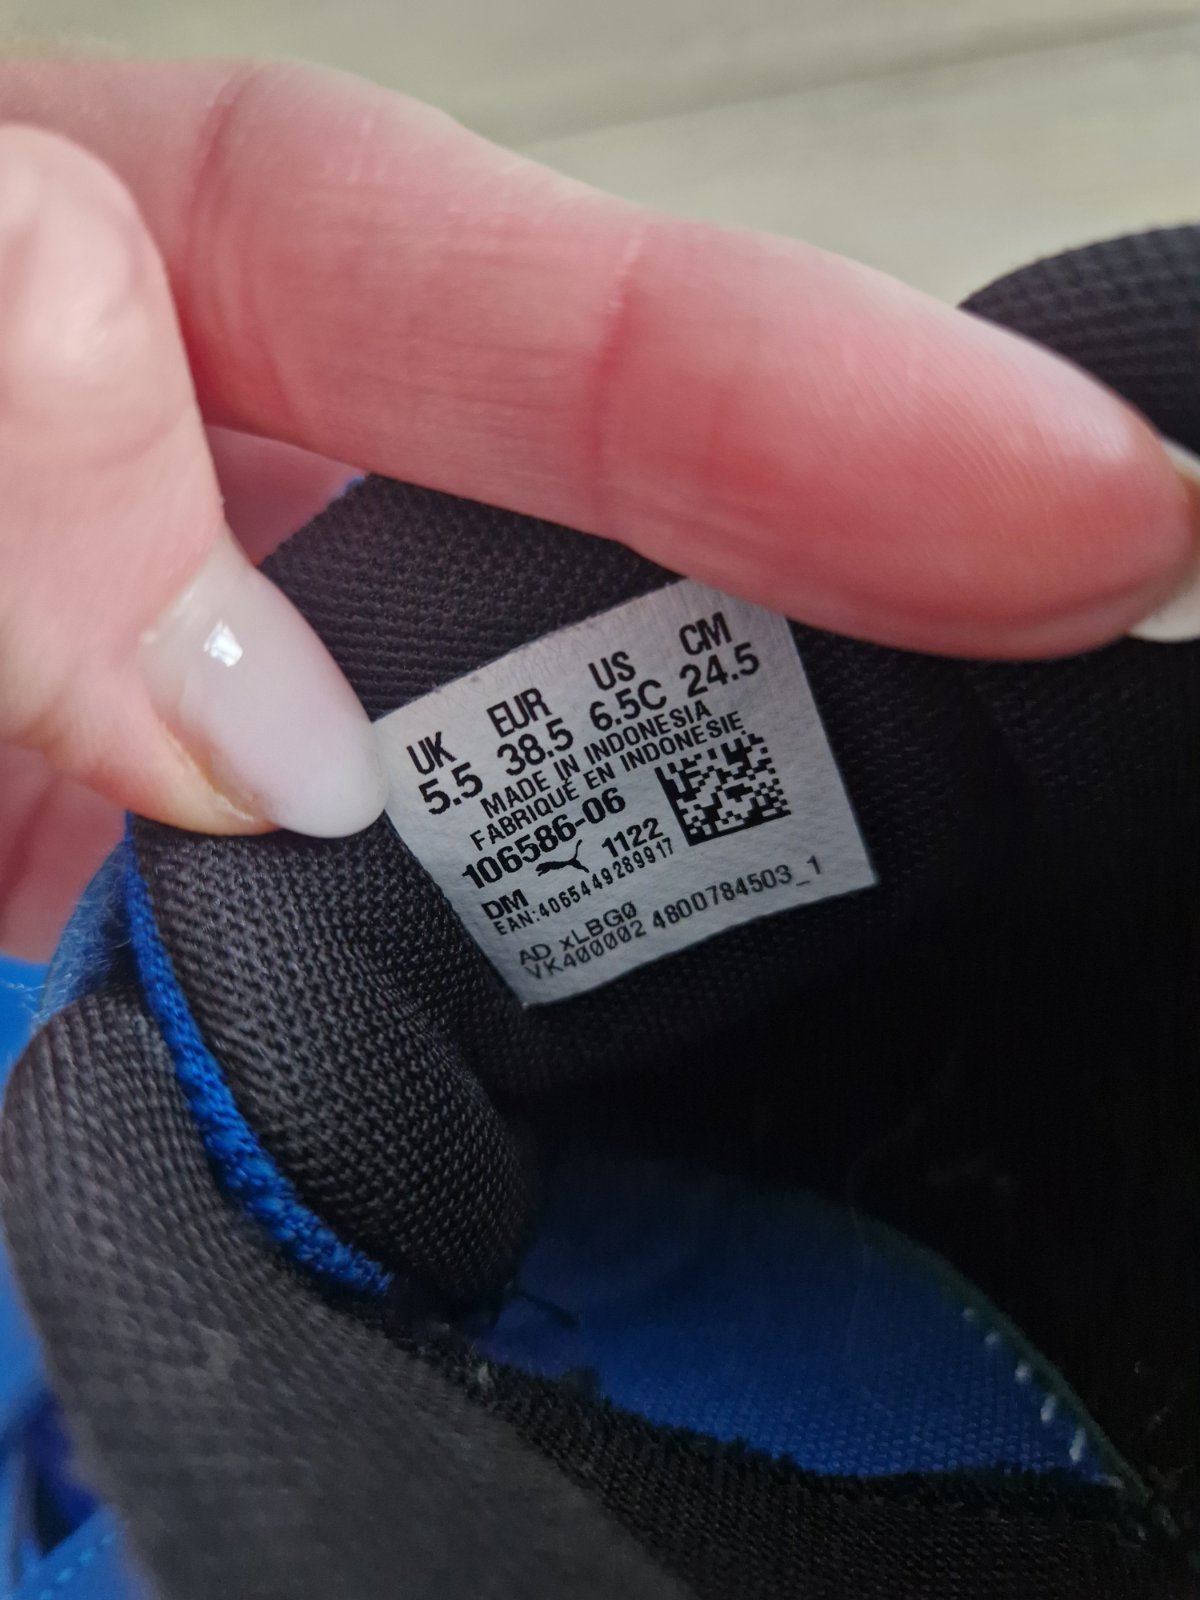 UK EUR US CM
5.5 38.5 6.5C 24.5
MADE IN INDONESIA
FABRIQUÉ EN INDONESIE
106586-06
DM 1122
EAN:4065449289917
AD xLBGØ
VK400002 4800784503_1